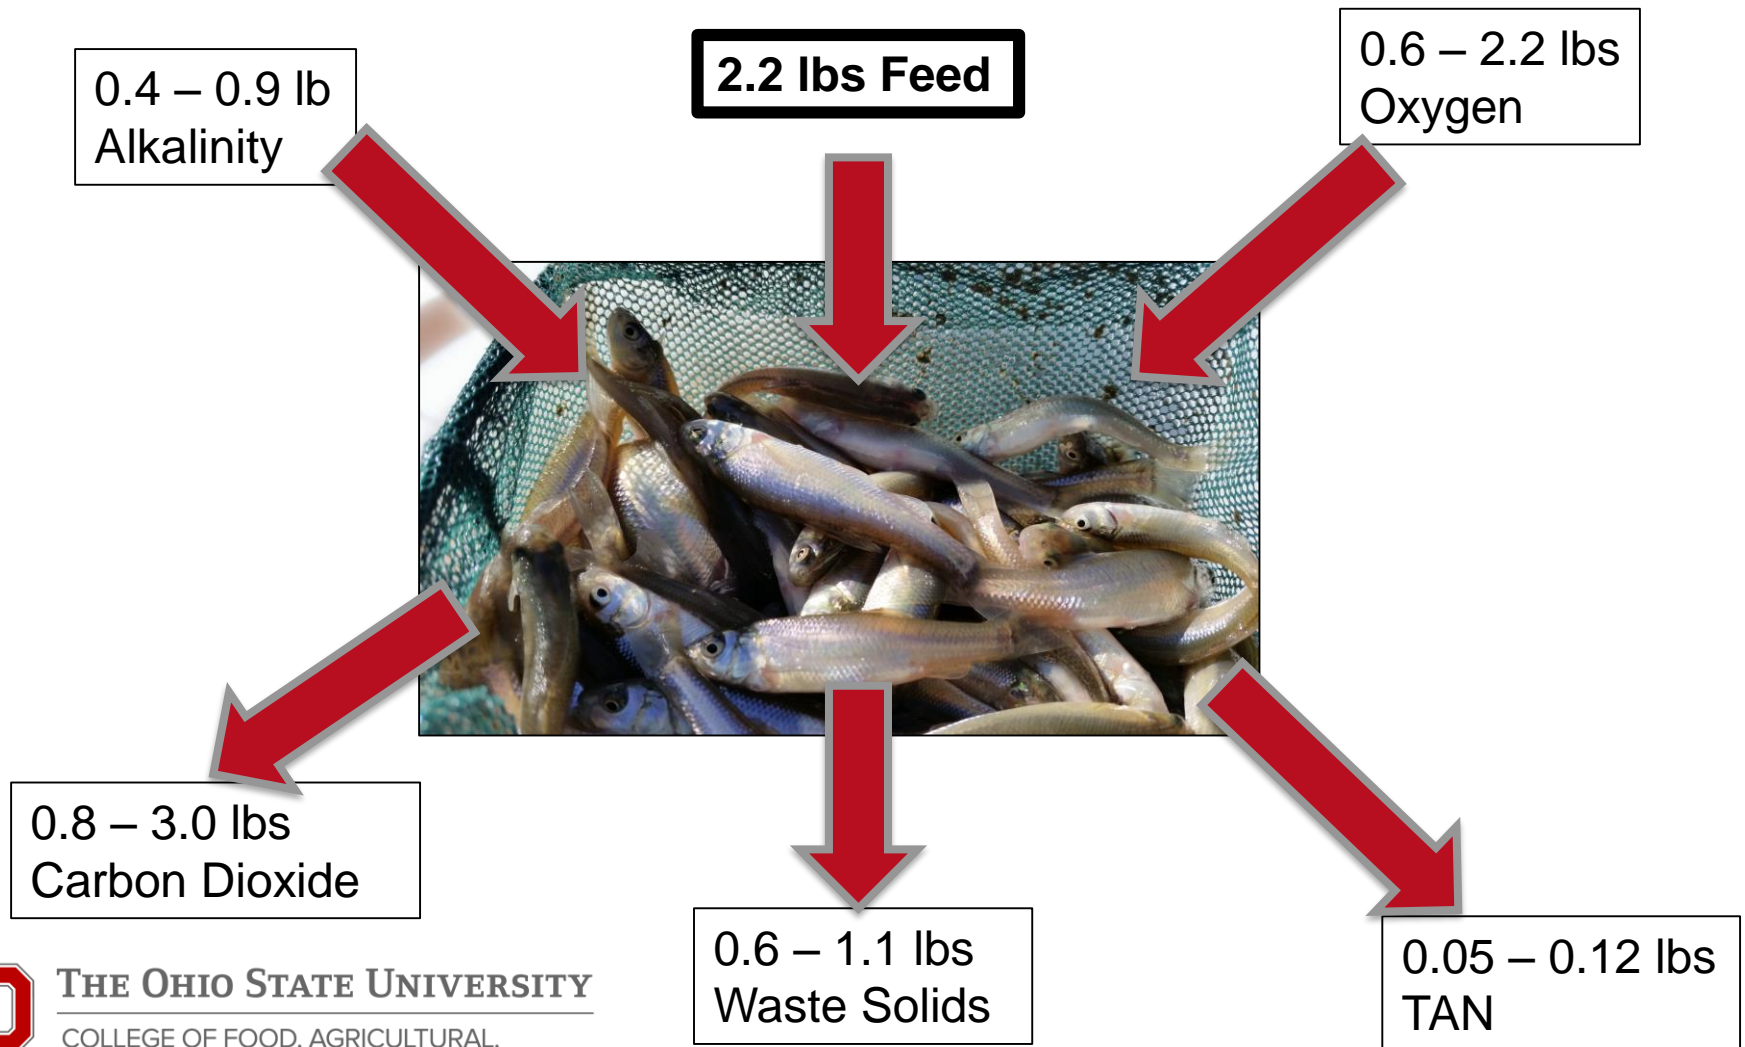 0.4 – 0.9 lb
Alkalinity
2.2 lbs Feed
0.6 – 2.2 lbs
Oxygen
0.8 – 3.0 lbs
Carbon Dioxide
0.6 – 1.1 lbs
Waste Solids
0.05 – 0.12 lbs
TAN
THE OHIO STATE UNIVERSITY
COLLEGE OF FOOD, AGRICULTURAL,